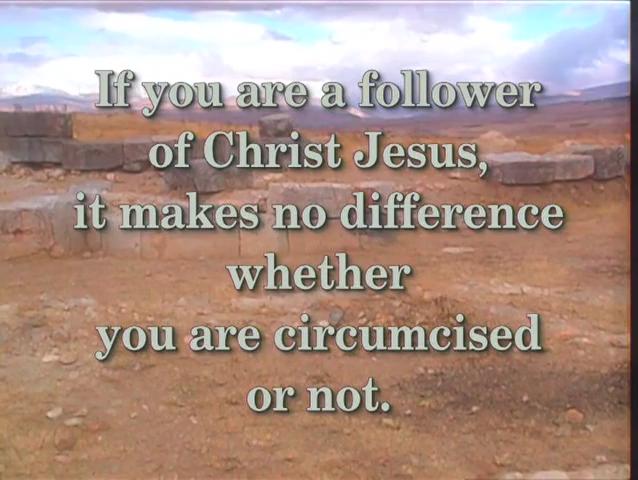 If you are a follower
of Christ Jesus,
it makes no difference
whether
you are circumcised
or not.